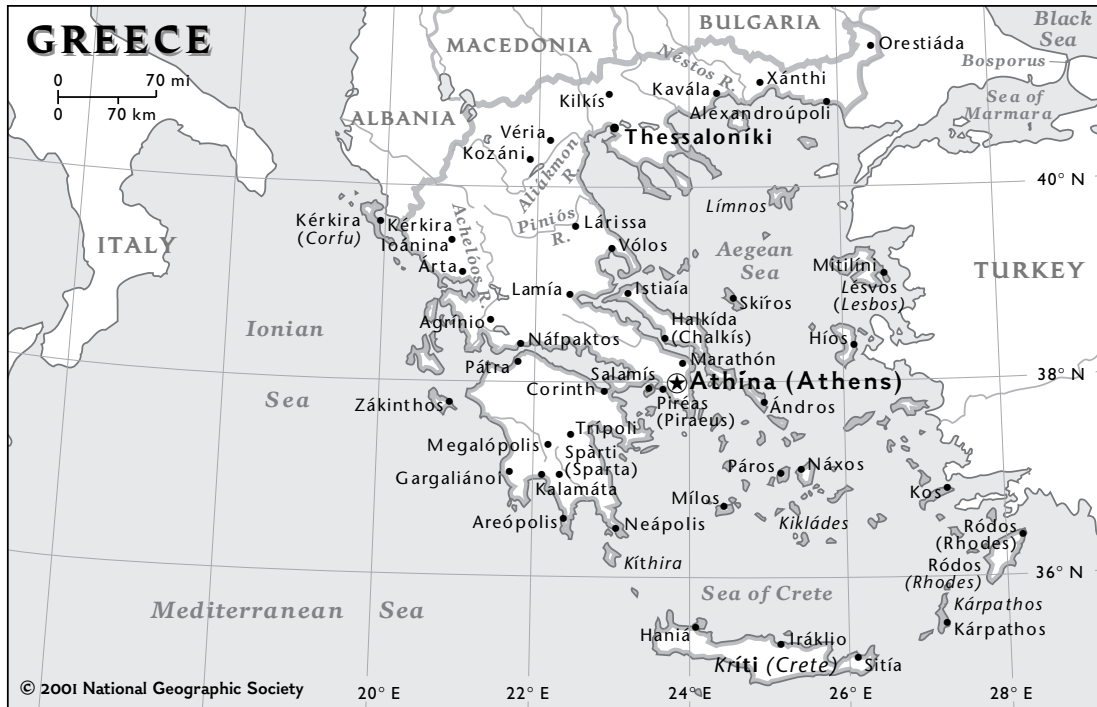 GREECE
0 70 mi
0 70 km
BULGARIA
MACEDONIA
ALBANIA
ITALY
TURKEY
Black
Sea
Bosporus
Sea of
Marmara
Orestiáda
Néstos R.
Xánthi
Kavála
Alexandroúpoli
Kilkís
Thessaloníki
Véria
Kozáni
Aliákmon
R.
40° N
Límnos
Kérkira
(Corfu)
Kérkira
Ioánina
Árta
Achelóos R.
Piniós
R.
Lárissa
Vólos
Aegean
Sea
Mitilíni
Lésvos
(Lesbos)
Lamía
Istiaía
Skíros
Ionian
Sea
Agrínio
Náfpaktos
Halkída
(Chalkís)
Híos
Pátra
Marathón
Salamís
Athína (Athens)
38° N
Corinth
Piréas
(Piraeus)
Ándros
Zákinthos
Trípoli
Megalópolis
Spárti
(Sparta)
Gargaliánoi
Kalamáta
Páros
Náxos
Kos
Mílos
Areópolis
Neápolis
Kikládes
Ródos
(Rhodes)
Kíthira
Ródos
(Rhodes)
36° N
Sea of Crete
Mediterranean Sea
Kárpathos
Kárpathos
Haniá
Iráklio
Kríti (Crete)
Sitía
© 2001 National Geographic Society
20° E
22° E
24° E
26° E
28° E